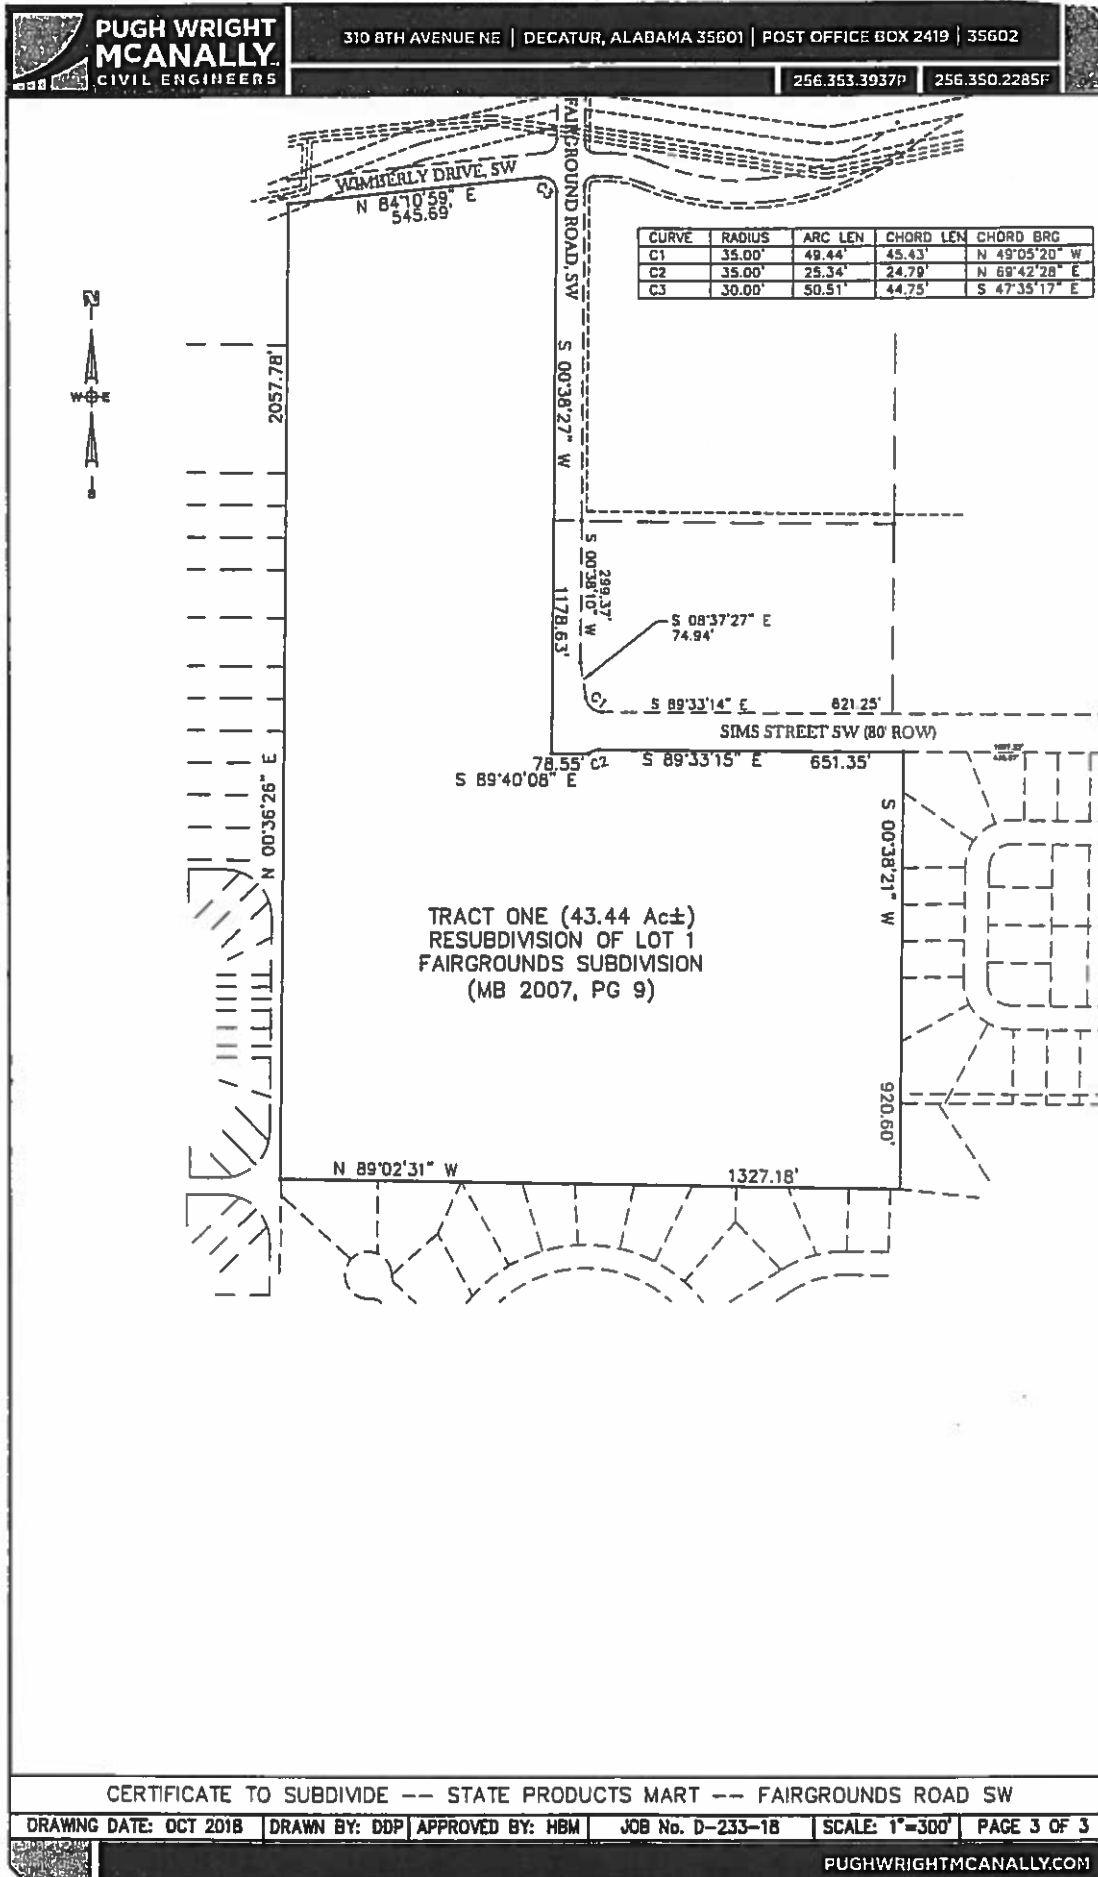 PUGH WRIGHT
MCANALLY
CIVIL ENGINEERS
310 8TH AVENUE NE | DECATUR, ALABAMA 35601 | POST OFFICE BOX 2419 | 35602
256.353.3937P | 256.350.2285F
WIMBERLY DRIVE, SW
N 84°10'59" E
545.69'
C3
FAIRGROUND ROAD, SW
CURVE RADIUS ARC LEN CHORD LEN CHORD BRG
C1 35.00' 49.44' 45.43' N 49°05'20" W
C2 35.00' 25.34' 24.79' N 69°42'28" E
C3 30.00' 50.51' 44.75' S 47°35'17" E
N
W E
S
2057.78'
N 00°36'26" E
S 00°38'27" W
1178.63'
S 00°38'10" W
299.37'
S 08°37'27" E
74.94'
C1
S 89°33'14" E 821.25'
SIMS STREET SW (80' ROW)
78.55' C2 S 89°33'15" E 651.35'
S 89°40'08" E
S 00°38'21" W
920.60'
TRACT ONE (43.44 Ac±)
RESUBDIVISION OF LOT 1
FAIRGROUNDS SUBDIVISION
(MB 2007, PG 9)
N 89°02'31" W 1327.18'
CERTIFICATE TO SUBDIVIDE -- STATE PRODUCTS MART -- FAIRGROUNDS ROAD SW
DRAWING DATE: OCT 2018 DRAWN BY: DDP APPROVED BY: HBM JOB No. D-233-18 SCALE: 1"=300' PAGE 3 OF 3
PUGHWRIGHTMCANALLY.COM